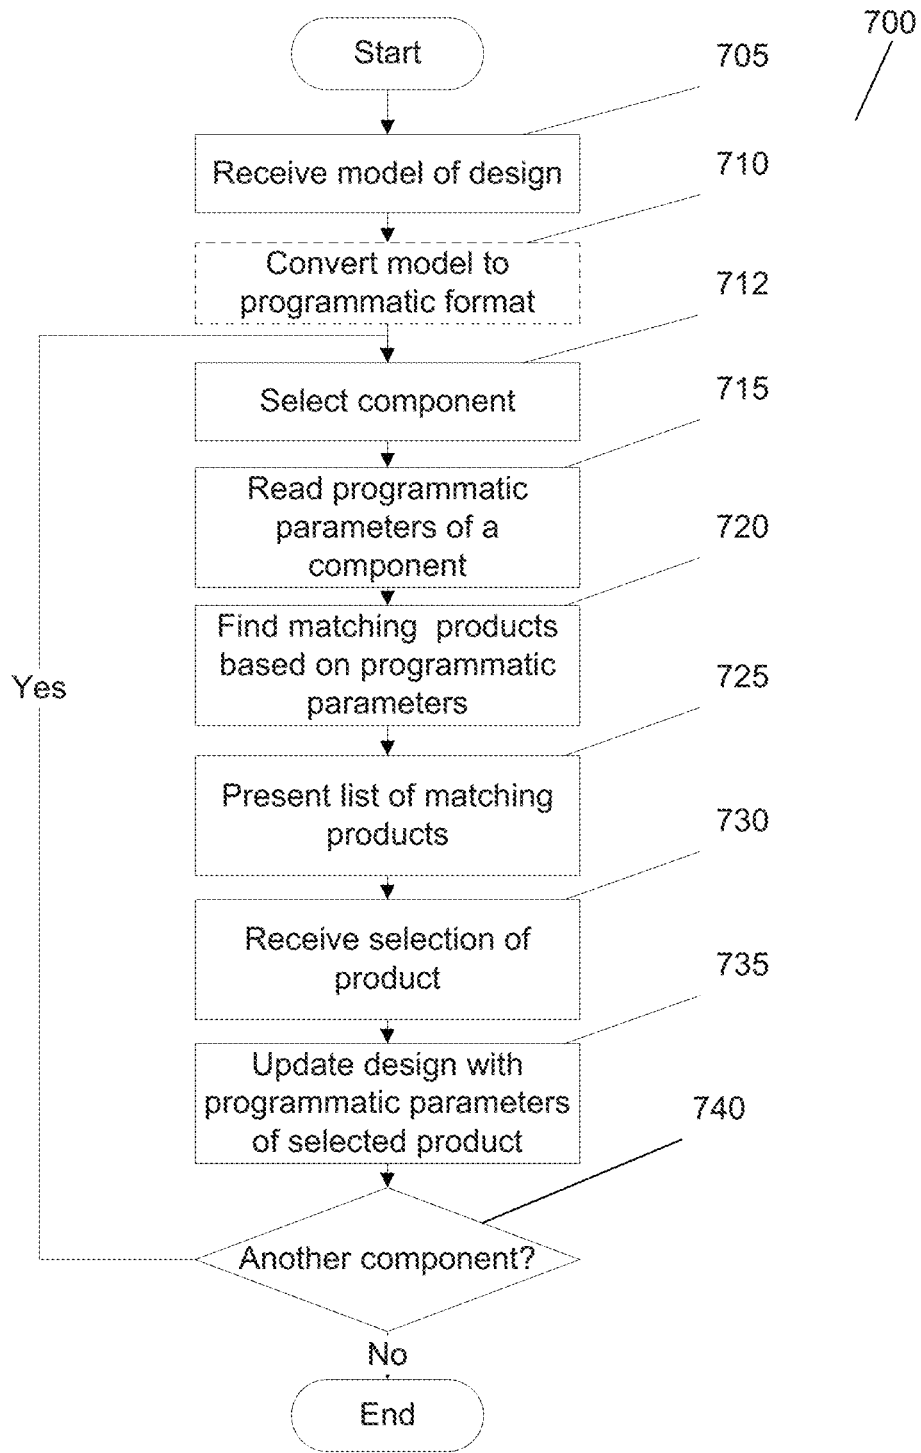 700
Start
705
Receive model of design
710
Convert model to
programmatic format
712
Select component
715
Read programmatic
parameters of a
component
720
Find matching products
based on programmatic
parameters
Yes
725
Present list of matching
products
730
Receive selection of
product
735
Update design with
programmatic parameters
of selected product
740
Another component?
No
End